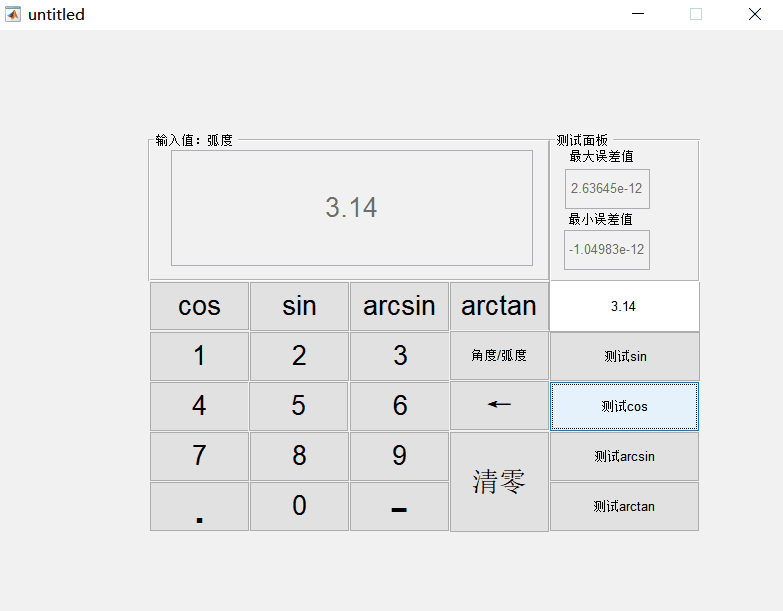 untitled
输入值：弧度
测试面板
最大误差值
2.63645e-12
3.14
最小误差值
-1.04983e-12
cos sin arcsin arctan 3.14
1 2 3 角度/弧度 测试sin
4 5 6 ← 测试cos
7 8 9 清零 测试arcsin
. 0 - 测试arctan